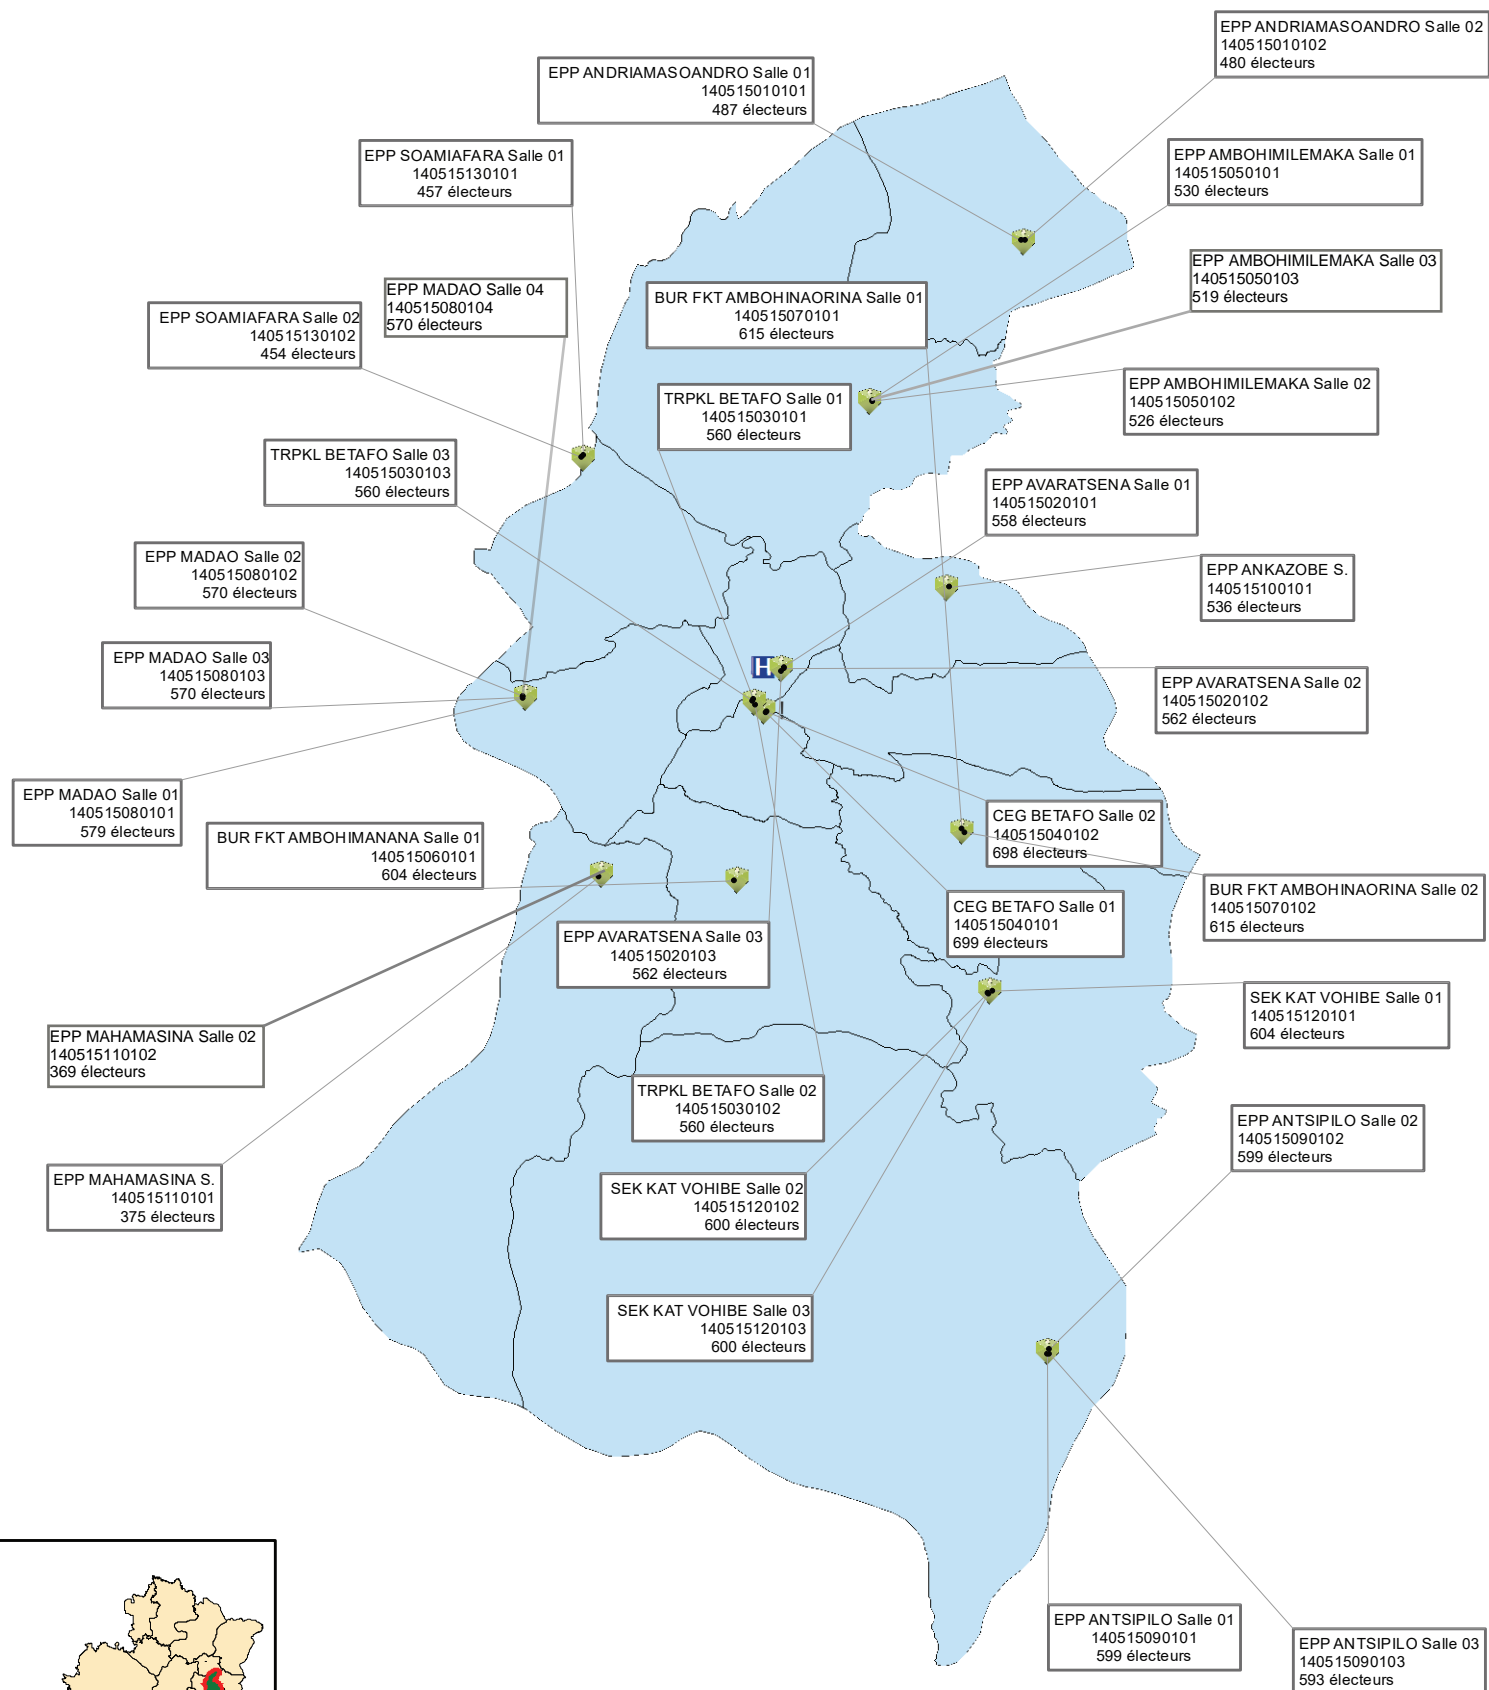 EPP ANDRIAMASOANDRO Salle 02
140515010102
480 électeurs
EPP ANDRIAMASOANDRO Salle 01
140515010101
487 électeurs
EPP SOAMIAFARA Salle 01
140515130101
457 électeurs
EPP AMBOHIMILEMAKA Salle 01
140515050101
530 électeurs
EPP AMBOHIMILEMAKA Salle 03
140515050103
519 électeurs
EPP MADAO Salle 04
140515080104
570 électeurs
BUR FKT AMBOHINAORINA Salle 01
140515070101
615 électeurs
EPP SOAMIAFARA Salle 02
140515130102
454 électeurs
EPP AMBOHIMILEMAKA Salle 02
140515050102
526 électeurs
TRPKL BETAFO Salle 01
140515030101
560 électeurs
TRPKL BETAFO Salle 03
140515030103
560 électeurs
EPP AVARATSENA Salle 01
140515020101
558 électeurs
EPP MADAO Salle 02
140515080102
570 électeurs
EPP ANKAZOBE S.
140515100101
536 électeurs
EPP MADAO Salle 03
140515080103
570 électeurs
H
EPP AVARATSENA Salle 02
140515020102
562 électeurs
EPP MADAO Salle 01
140515080101
579 électeurs
CEG BETAFO Salle 02
140515040102
698 électeurs
BUR FKT AMBOHIMANANA Salle 01
140515060101
604 électeurs
BUR FKT AMBOHINAORINA Salle 02
140515070102
615 électeurs
CEG BETAFO Salle 01
140515040101
699 électeurs
EPP AVARATSENA Salle 03
140515020103
562 électeurs
SEK KAT VOHIBE Salle 01
140515120101
604 électeurs
EPP MAHAMASINA Salle 02
140515110102
369 électeurs
TRPKL BETAFO Salle 02
140515030102
560 électeurs
EPP ANTSIPILO Salle 02
140515090102
599 électeurs
EPP MAHAMASINA S.
140515110101
375 électeurs
SEK KAT VOHIBE Salle 02
140515120102
600 électeurs
SEK KAT VOHIBE Salle 03
140515120103
600 électeurs
EPP ANTSIPILO Salle 01
140515090101
599 électeurs
EPP ANTSIPILO Salle 03
140515090103
593 électeurs